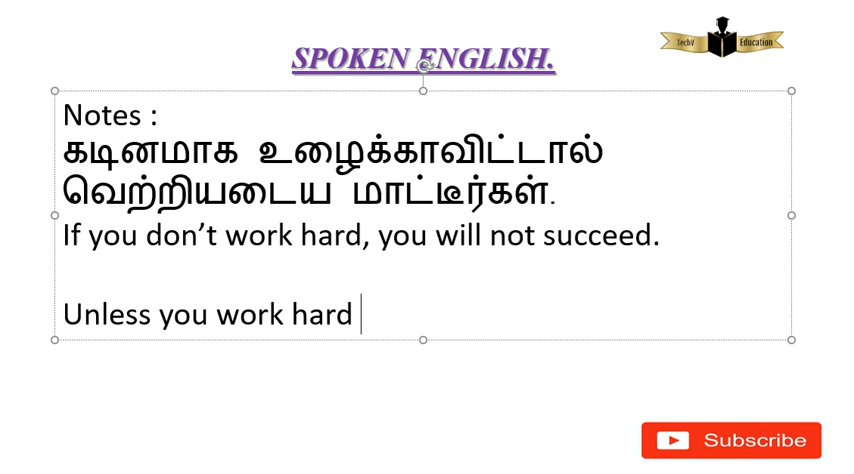 TechV Education
SPOKEN ENGLISH.
Notes :
கடினமாக உழைக்காவிட்டால்
வெற்றியடைய மாட்டீர்கள்.
If you don’t work hard, you will not succeed.
Unless you work hard
Subscribe